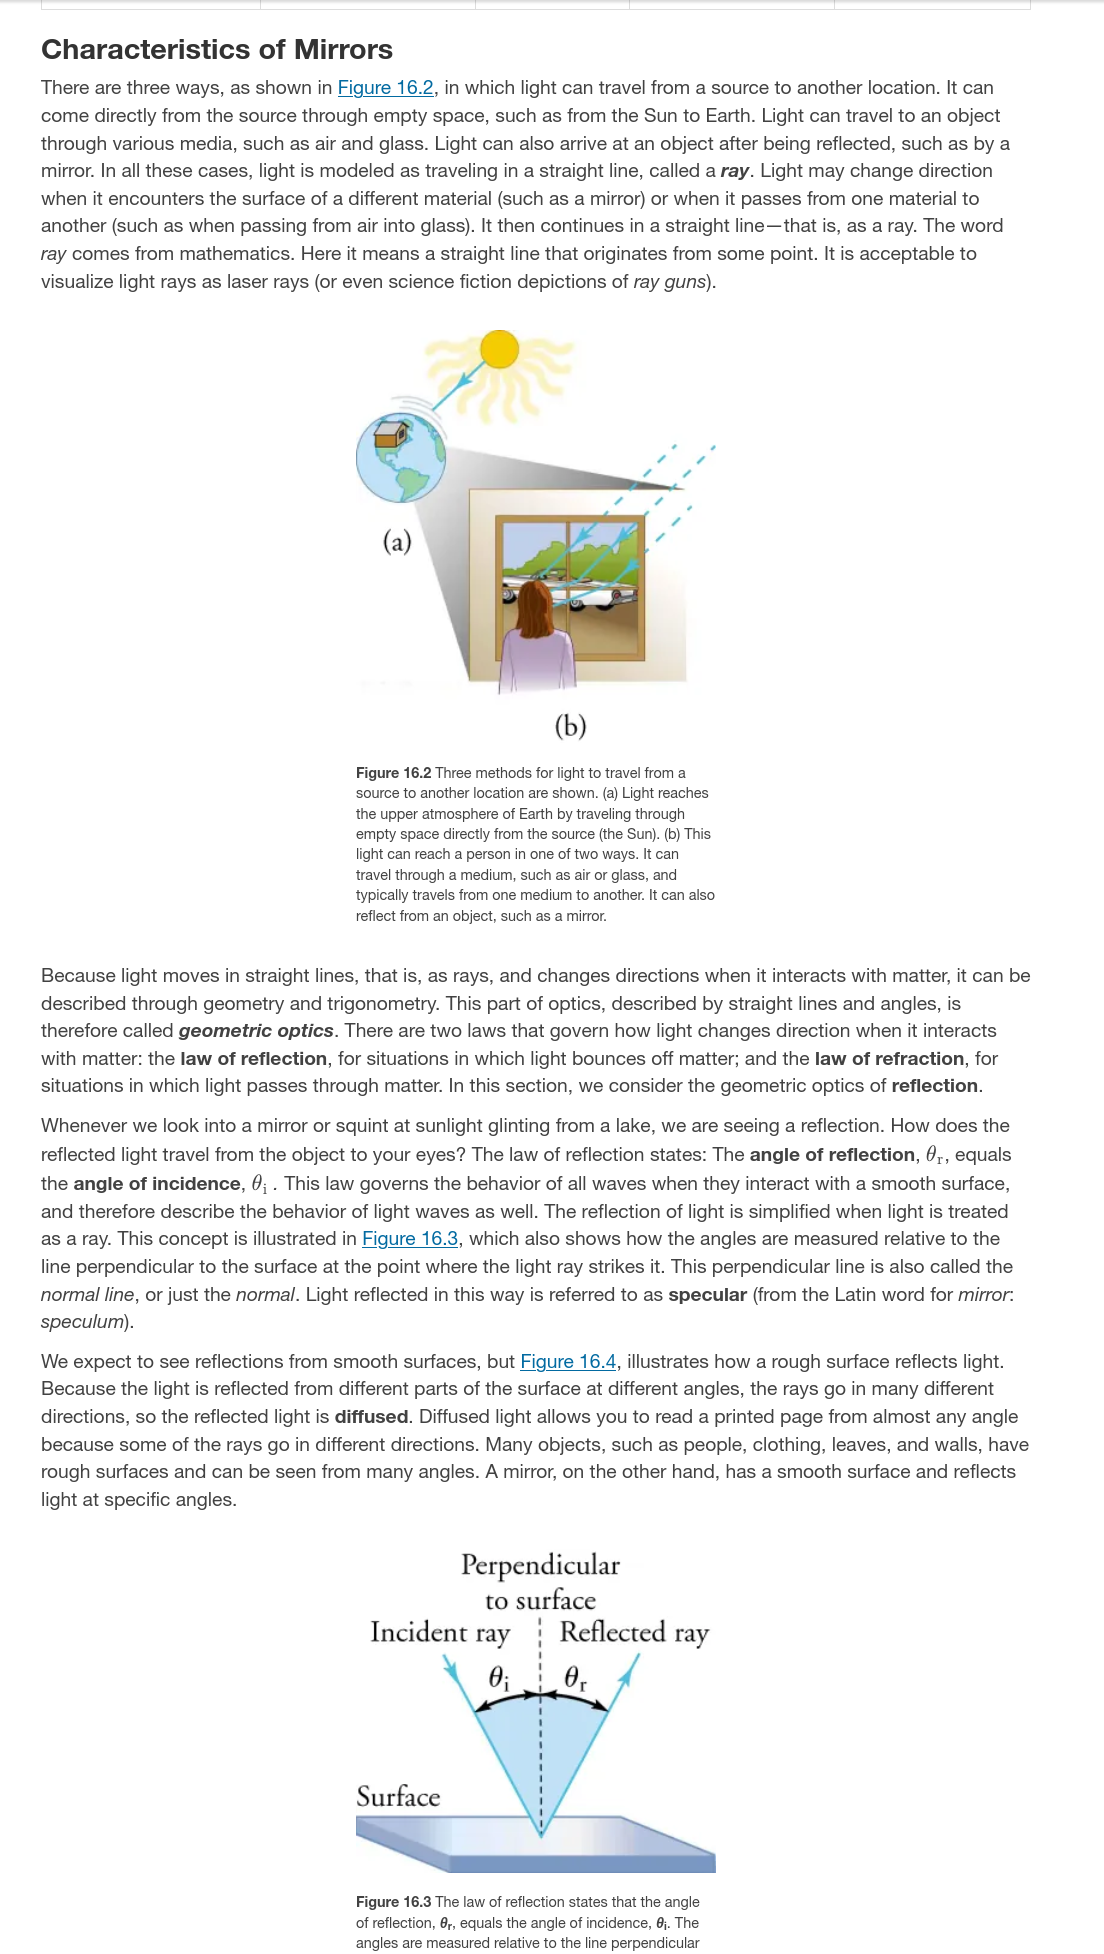 Characteristics of Mirrors
There are three ways, as shown in Figure 16.2, in which light can travel from a source to another location. It can
come directly from the source through empty space, such as from the Sun to Earth. Light can travel to an object
through various media, such as air and glass. Light can also arrive at an object after being reflected, such as by a
mirror. In all these cases, light is modeled as traveling in a straight line, called a ray. Light may change direction
when it encounters the surface of a different material (such as a mirror) or when it passes from one material to
another (such as when passing from air into glass). It then continues in a straight line—that is, as a ray. The word
ray comes from mathematics. Here it means a straight line that originates from some point. It is acceptable to
visualize light rays as laser rays (or even science fiction depictions of ray guns).
(a)
(b)
Figure 16.2 Three methods for light to travel from a
source to another location are shown. (a) Light reaches
the upper atmosphere of Earth by traveling through
empty space directly from the source (the Sun). (b) This
light can reach a person in one of two ways. It can
travel through a medium, such as air or glass, and
typically travels from one medium to another. It can also
reflect from an object, such as a mirror.
Because light moves in straight lines, that is, as rays, and changes directions when it interacts with matter, it can be
described through geometry and trigonometry. This part of optics, described by straight lines and angles, is
therefore called geometric optics. There are two laws that govern how light changes direction when it interacts
with matter: the law of reflection, for situations in which light bounces off matter; and the law of refraction, for
situations in which light passes through matter. In this section, we consider the geometric optics of reflection.
Whenever we look into a mirror or squint at sunlight glinting from a lake, we are seeing a reflection. How does the
reflected light travel from the object to your eyes? The law of reflection states: The angle of reflection, θr, equals
the angle of incidence, θi . This law governs the behavior of all waves when they interact with a smooth surface,
and therefore describe the behavior of light waves as well. The reflection of light is simplified when light is treated
as a ray. This concept is illustrated in Figure 16.3, which also shows how the angles are measured relative to the
line perpendicular to the surface at the point where the light ray strikes it. This perpendicular line is also called the
normal line, or just the normal. Light reflected in this way is referred to as specular (from the Latin word for mirror:
speculum).
We expect to see reflections from smooth surfaces, but Figure 16.4, illustrates how a rough surface reflects light.
Because the light is reflected from different parts of the surface at different angles, the rays go in many different
directions, so the reflected light is diffused. Diffused light allows you to read a printed page from almost any angle
because some of the rays go in different directions. Many objects, such as people, clothing, leaves, and walls, have
rough surfaces and can be seen from many angles. A mirror, on the other hand, has a smooth surface and reflects
light at specific angles.
Perpendicular
to surface
Incident ray Reflected ray
θi θr
Surface
Figure 16.3 The law of reflection states that the angle
of reflection, θr, equals the angle of incidence, θi. The
angles are measured relative to the line perpendicular